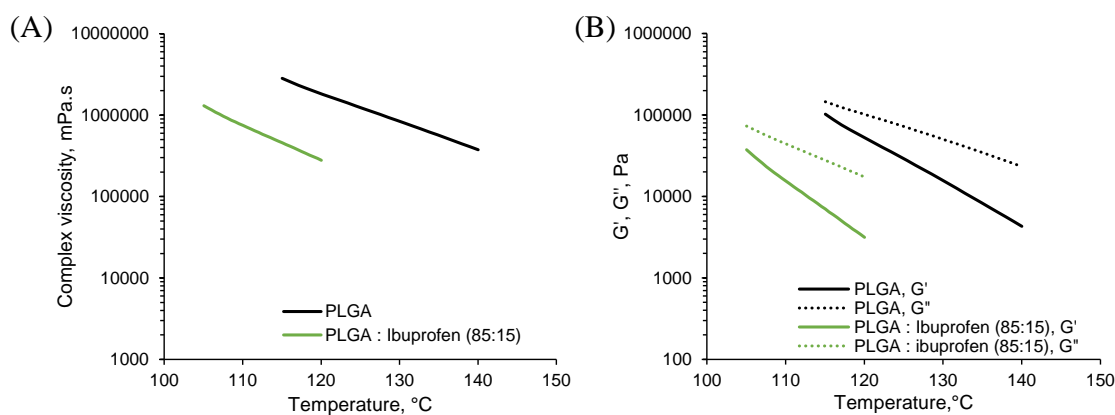 (A)
10000000
1000000
100000
10000
1000
Complex viscosity, mPa.s
PLGA
PLGA : Ibuprofen (85:15)
100 110 120 130 140 150
Temperature, °C
(B)
1000000
100000
10000
1000
100
G', G'', Pa
PLGA, G'
PLGA, G"
PLGA : Ibuprofen (85:15), G'
PLGA : ibuprofen (85:15), G"
100 110 120 130 140 150
Temperature,°C